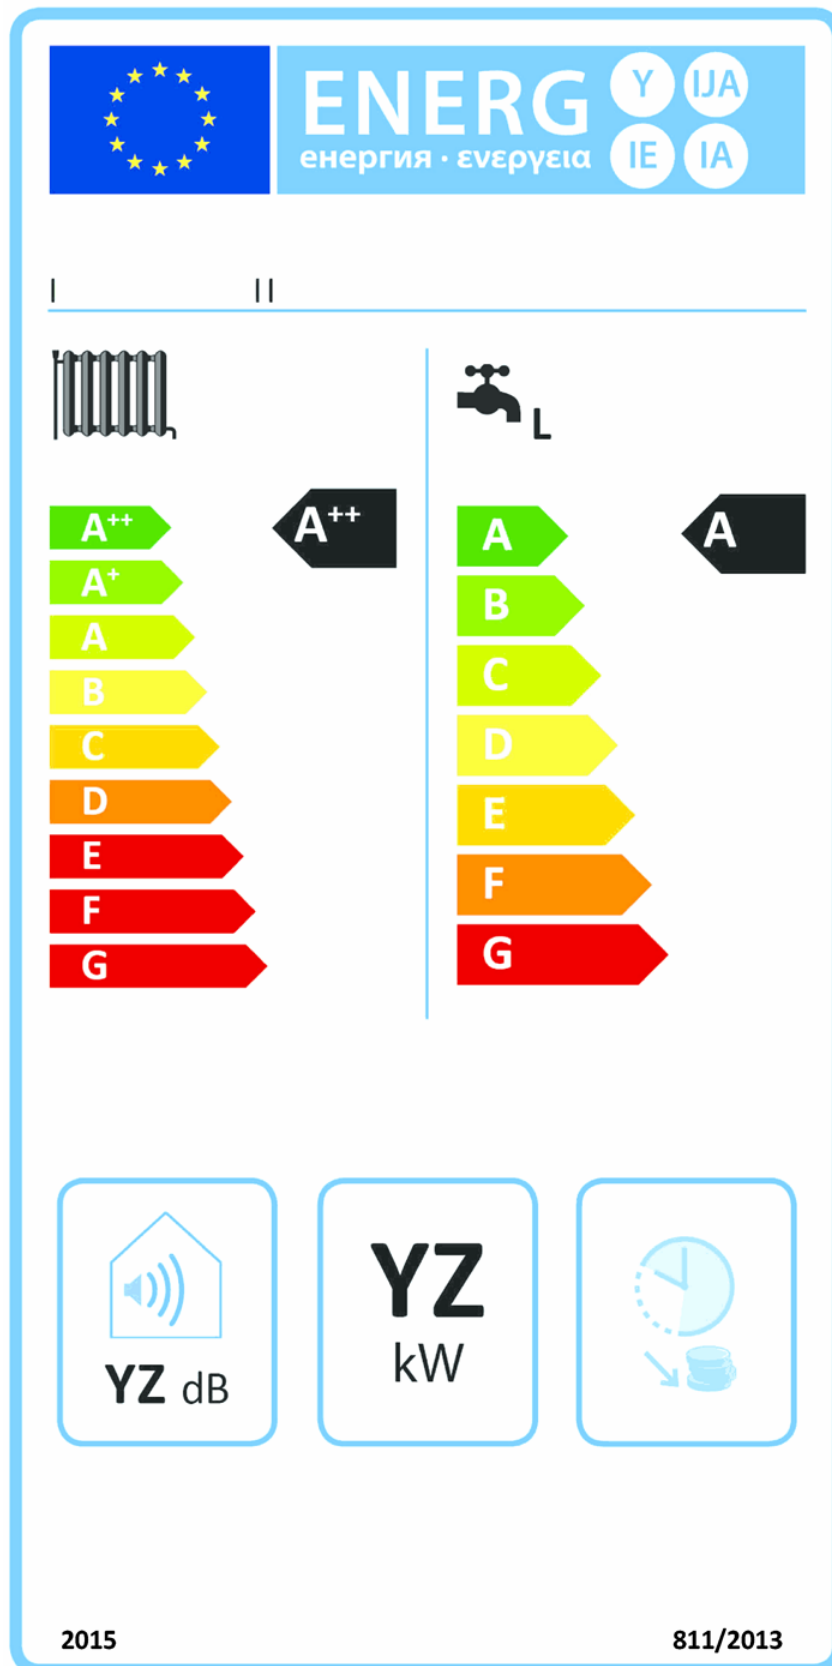 ENERG Y IJA
енергия · ενεργεια IE IA
I II
L
A++ A++
A+
A
B
C
D
E
F
G
A A
B
C
D
E
F
G
YZ dB
YZ
kW
2015 811/2013